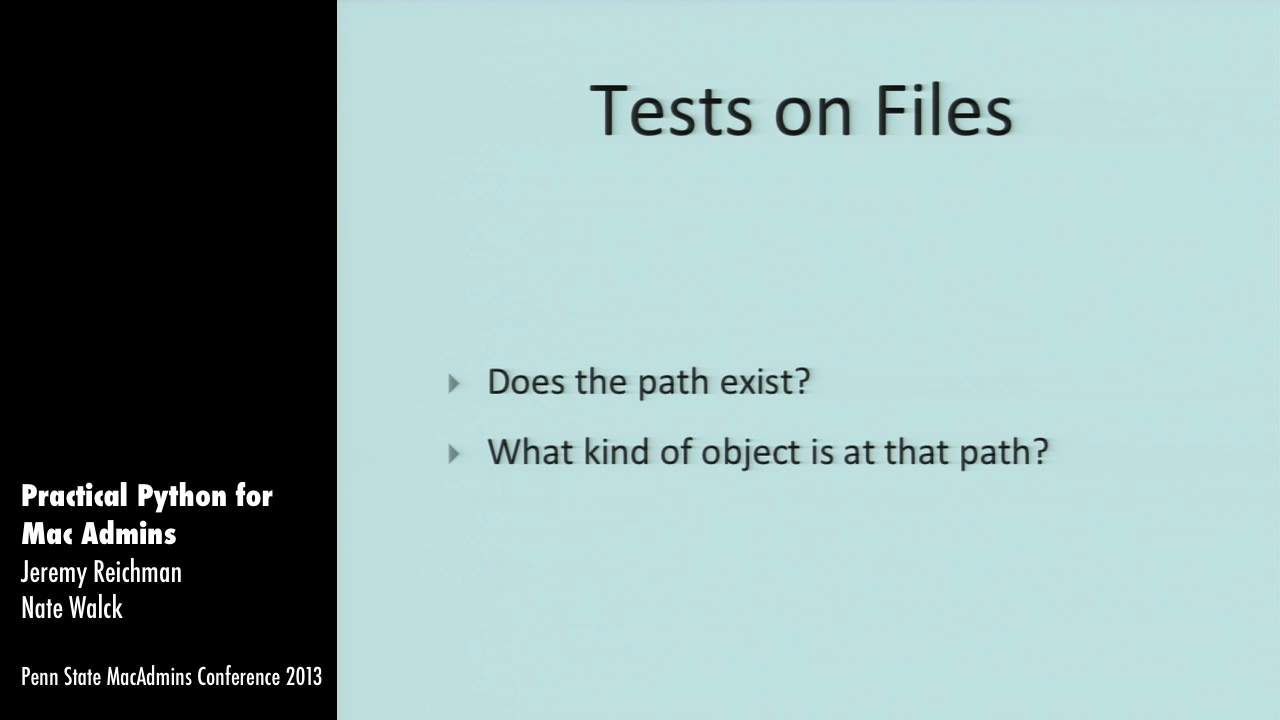 Tests on Files
Does the path exist?
What kind of object is at that path?
Practical Python for
Mac Admins
Jeremy Reichman
Nate Walck
Penn State MacAdmins Conference 2013